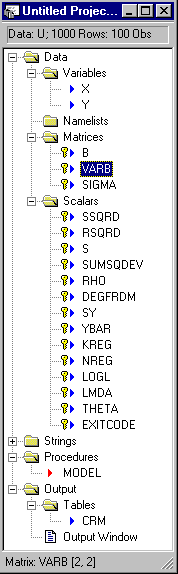 Untitled Projec...
Data: U; 1000 Rows: 100 Obs
Data
Variables
X
Y
Namelists
Matrices
B
VARB
SIGMA
Scalars
SSQRD
RSQRD
S
SUMSQDEV
RHO
DEGFRDM
SY
YBAR
KREG
NREG
LOGL
LMDA
THETA
EXITCODE
Strings
Procedures
MODEL
Output
Tables
CRM
Output Window
Matrix: VARB [2, 2]